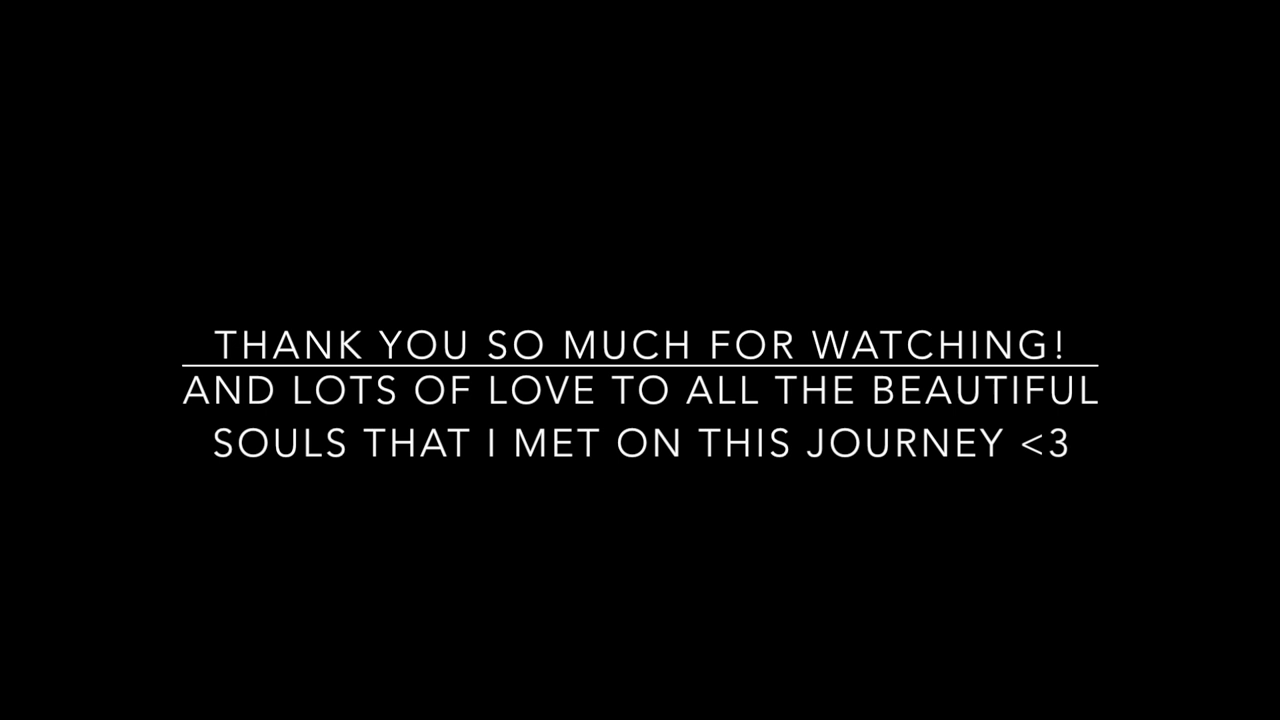 THANK YOU SO MUCH FOR WATCHING!
AND LOTS OF LOVE TO ALL THE BEAUTIFUL
SOULS THAT I MET ON THIS JOURNEY <3